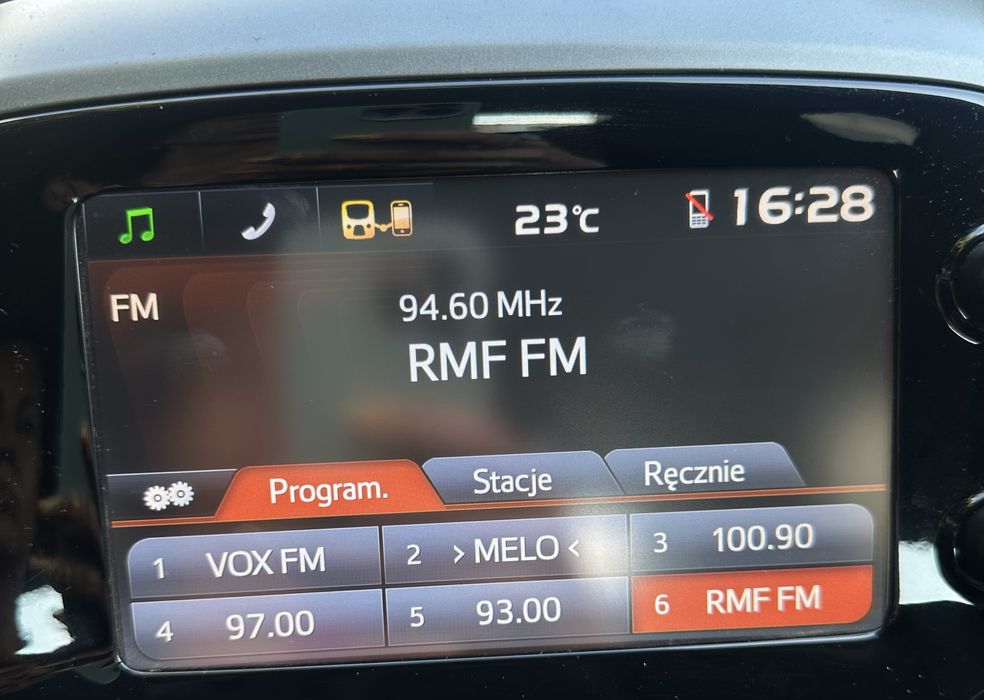 23°C 16:28
FM 94.60 MHz
RMF FM
Program. Stacje Ręcznie
1 VOX FM 2 > MELO < 3 100.90
4 97.00 5 93.00 6 RMF FM